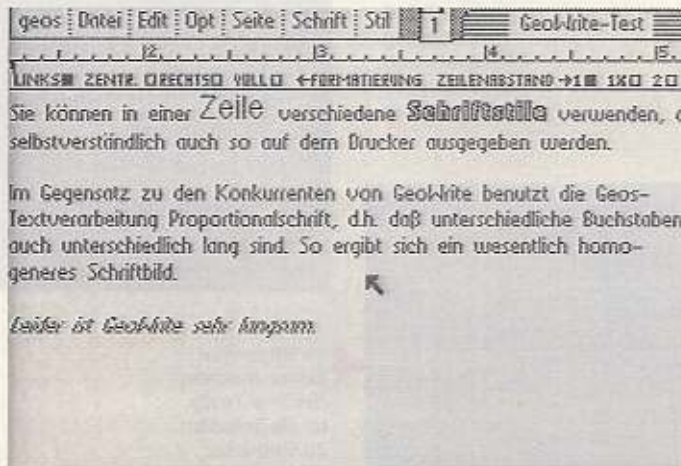 geos Datei Edit Opt Seite Schrift Stil 1 GeoWrite-Test
2 3 4 5
LINKS ZENTR. RECHTS VOLL ←FORMATIERUNG ZEILENABSTAND →1 1½ 2
Sie können in einer Zeile verschiedene Schriftstile verwenden, d
selbstverständlich auch so auf dem Drucker ausgegeben werden.
Im Gegensatz zu den Konkurrenten von GeoWrite benutzt die Geos-
Textverarbeitung Proportionalschrift, d.h. daß unterschiedliche Buchstaben
auch unterschiedlich lang sind. So ergibt sich ein wesentlich homo-
generes Schriftbild.
Leider ist GeoWrite sehr langsam.